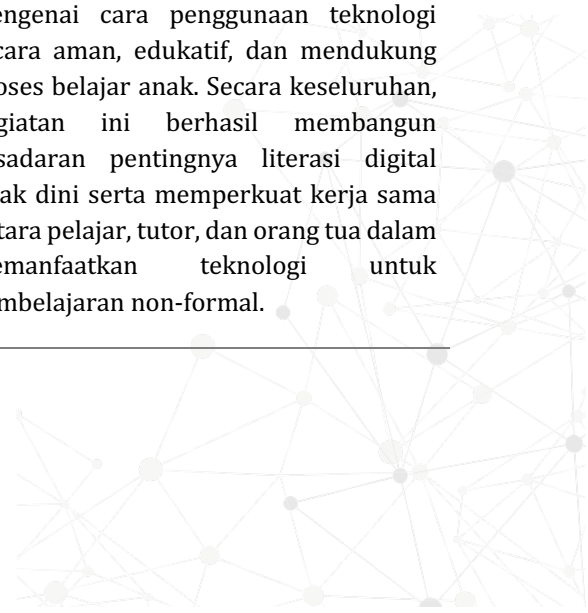 engenai cara penggunaan teknologi
cara aman, edukatif, dan mendukung
oses belajar anak. Secara keseluruhan,
giatan ini berhasil membangun
sadaran pentingnya literasi digital
ak dini serta memperkuat kerja sama
tara pelajar, tutor, dan orang tua dalam
emanfaatkan teknologi untuk
mbelajaran non-formal.